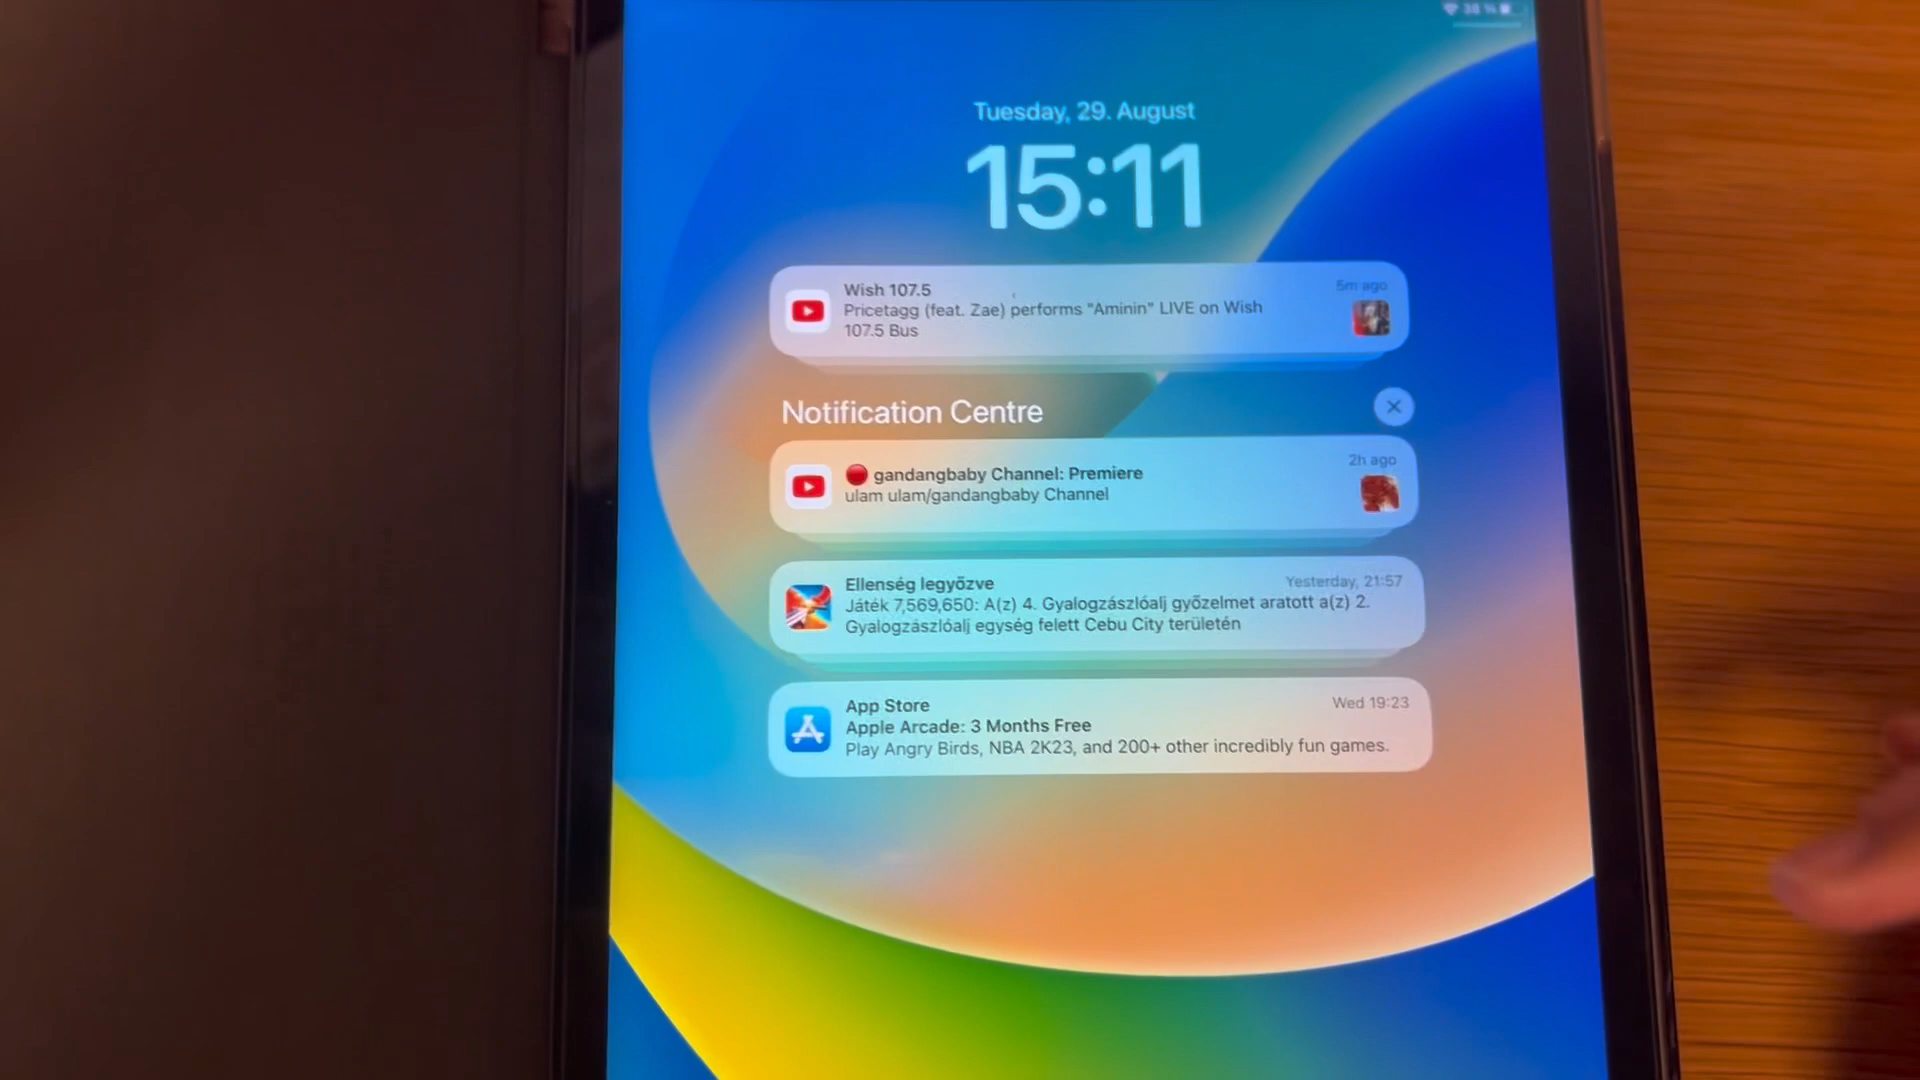 38 %
Tuesday, 29. August
15:11
Wish 107.5
5m ago
Pricetagg (feat. Zae) performs "Aminin" LIVE on Wish
107.5 Bus
Notification Centre
gandangbaby Channel: Premiere
2h ago
ulam ulam/gandangbaby Channel
Ellenség legyőzve
Yesterday, 21:57
Játék 7,569,650: A(z) 4. Gyalogzászlóalj győzelmet aratott a(z) 2.
Gyalogzászlóalj egység felett Cebu City területén
App Store
Wed 19:23
Apple Arcade: 3 Months Free
Play Angry Birds, NBA 2K23, and 200+ other incredibly fun games.